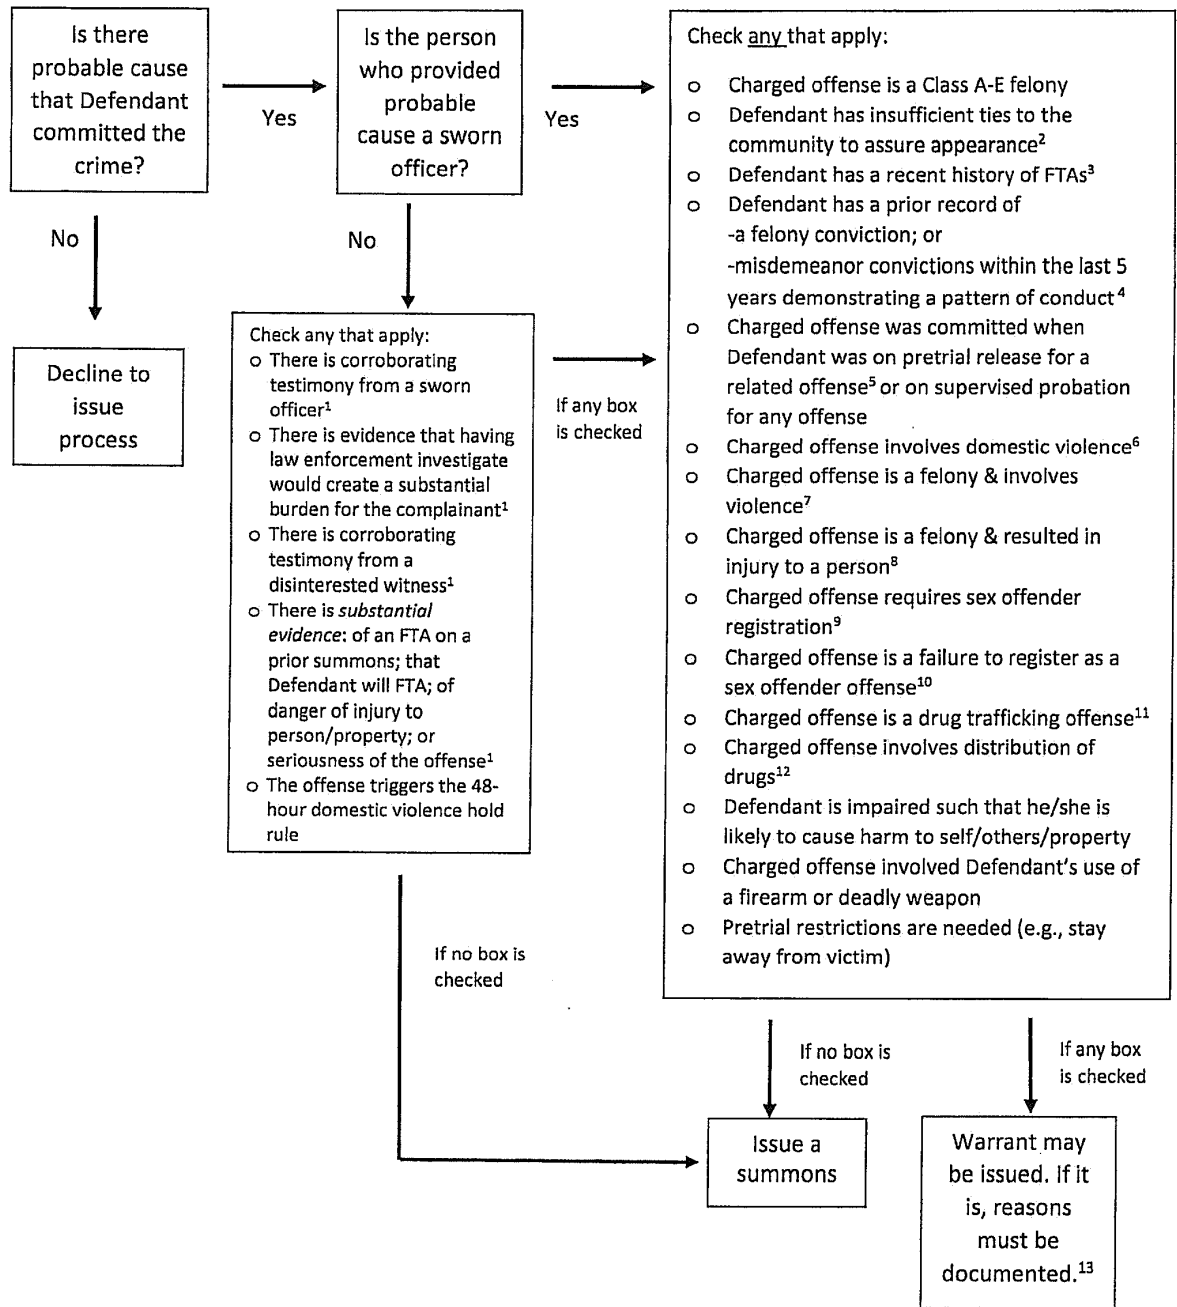 Is there
probable cause
that Defendant
committed the
crime?
Yes
Is the person
who provided
probable
cause a sworn
officer?
Yes
No
Decline to
issue
process
No
Check any that apply:
o There is corroborating
testimony from a sworn
officer¹
o There is evidence that having
law enforcement investigate
would create a substantial
burden for the complainant¹
o There is corroborating
testimony from a
disinterested witness¹
o There is substantial
evidence: of an FTA on a
prior summons; that
Defendant will FTA; of
danger of injury to
person/property; or
seriousness of the offense¹
o The offense triggers the 48-
hour domestic violence hold
rule
If any box
is checked
If no box is
checked
Check any that apply:
o Charged offense is a Class A-E felony
o Defendant has insufficient ties to the
community to assure appearance²
o Defendant has a recent history of FTAs³
o Defendant has a prior record of
-a felony conviction; or
-misdemeanor convictions within the last 5
years demonstrating a pattern of conduct⁴
o Charged offense was committed when
Defendant was on pretrial release for a
related offense⁵ or on supervised probation
for any offense
o Charged offense involves domestic violence⁶
o Charged offense is a felony & involves
violence⁷
o Charged offense is a felony & resulted in
injury to a person⁸
o Charged offense requires sex offender
registration⁹
o Charged offense is a failure to register as a
sex offender offense¹⁰
o Charged offense is a drug trafficking offense¹¹
o Charged offense involves distribution of
drugs¹²
o Defendant is impaired such that he/she is
likely to cause harm to self/others/property
o Charged offense involved Defendant's use of
a firearm or deadly weapon
o Pretrial restrictions are needed (e.g., stay
away from victim)
If no box is
checked
If any box
is checked
Issue a
summons
Warrant may
be issued. If it
is, reasons
must be
documented.¹³